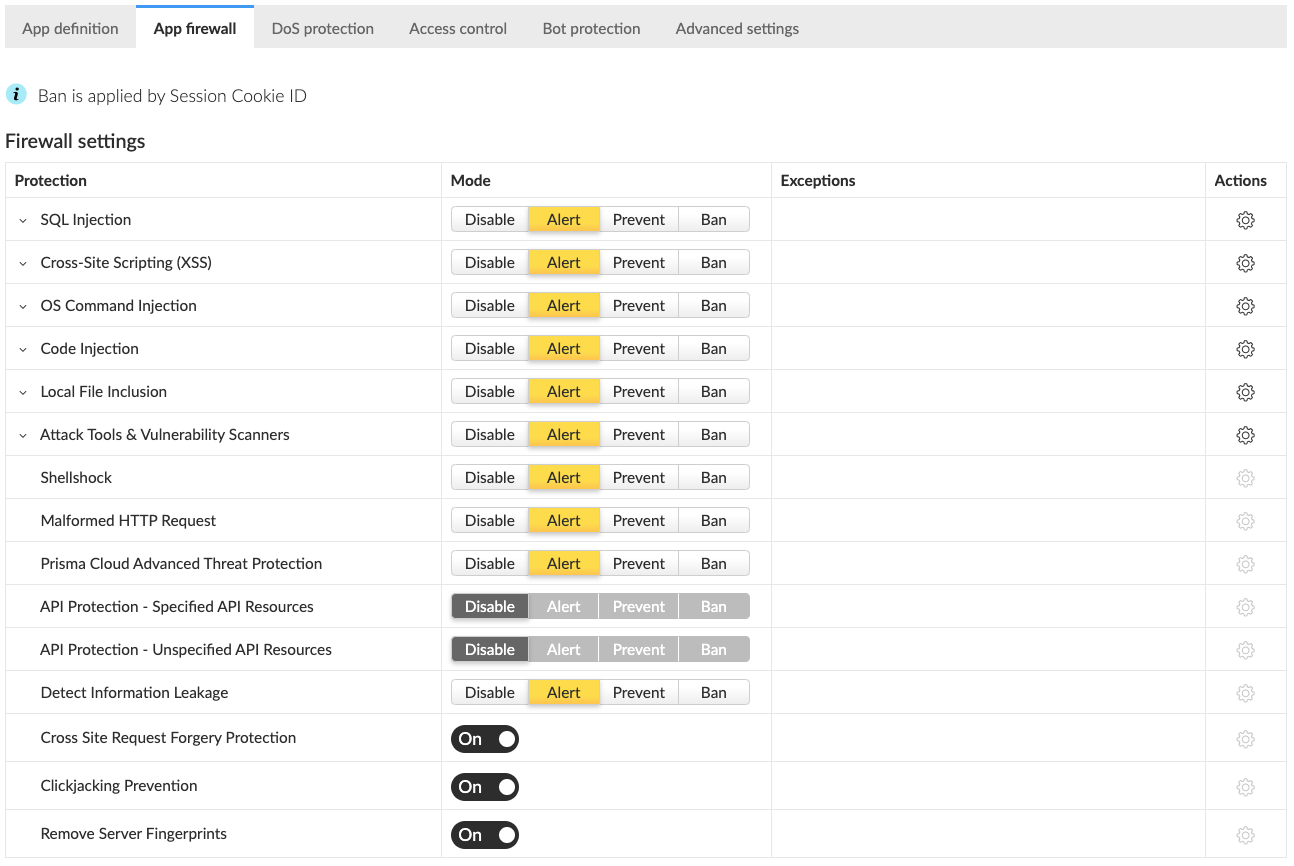 App definition App firewall DoS protection Access control Bot protection Advanced settings
i Ban is applied by Session Cookie ID
Firewall settings
Protection Mode Exceptions Actions
SQL Injection Disable Alert Prevent Ban
Cross-Site Scripting (XSS) Disable Alert Prevent Ban
OS Command Injection Disable Alert Prevent Ban
Code Injection Disable Alert Prevent Ban
Local File Inclusion Disable Alert Prevent Ban
Attack Tools & Vulnerability Scanners Disable Alert Prevent Ban
Shellshock Disable Alert Prevent Ban
Malformed HTTP Request Disable Alert Prevent Ban
Prisma Cloud Advanced Threat Protection Disable Alert Prevent Ban
API Protection - Specified API Resources Disable Alert Prevent Ban
API Protection - Unspecified API Resources Disable Alert Prevent Ban
Detect Information Leakage Disable Alert Prevent Ban
Cross Site Request Forgery Protection On
Clickjacking Prevention On
Remove Server Fingerprints On